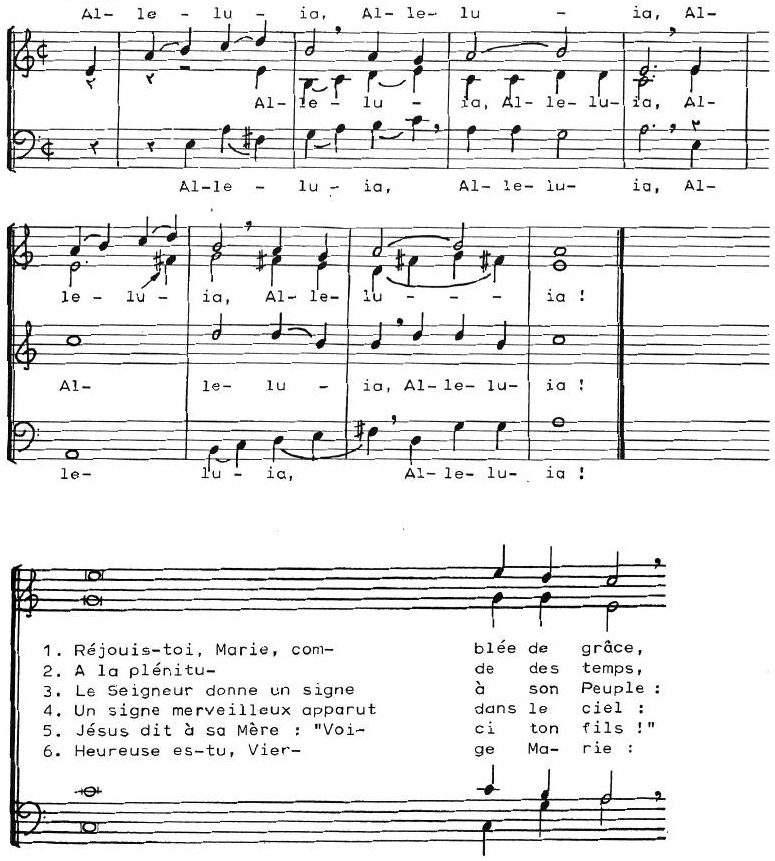 Al- le - lu - ia, Al- le- lu - ia, Al-
Al- le - lu - ia, Al- le- lu- ia, Al-
Al-le - lu - ia, Al- le- lu- ia, Al-
le - lu - ia, Al- le- lu - - - ia !
Al- le- lu - ia, Al- le- lu- ia !
le- lu - ia, Al- le- lu- ia !
1. Réjouis-toi, Marie, com- blée de grâce,
2. A la plénitu- de des temps,
3. Le Seigneur donne un signe à son Peuple :
4. Un signe merveilleux apparut dans le ciel :
5. Jésus dit à sa Mère : "Voi- ci ton fils !"
6. Heureuse es-tu, Vier- ge Ma- rie :